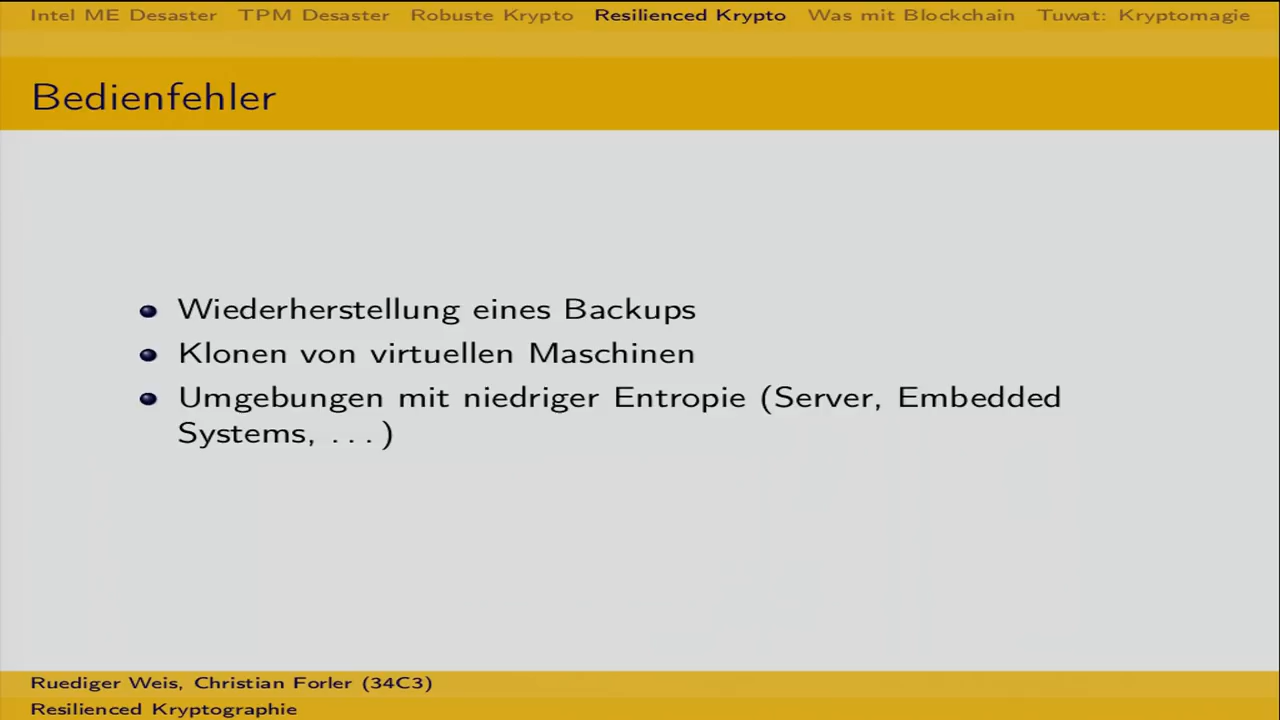 Intel ME Desaster TPM Desaster Robuste Krypto Resilienced Krypto Was mit Blockchain Tuwat: Kryptomagie
Bedienfehler
Wiederherstellung eines Backups
Klonen von virtuellen Maschinen
Umgebungen mit niedriger Entropie (Server, Embedded
Systems, ...)
Ruediger Weis, Christian Forler (34C3)
Resilienced Kryptographie